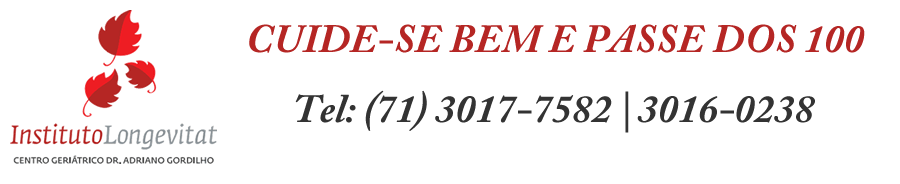 CUIDE-SE BEM E PASSE DOS 100
Tel: (71) 3017-7582 | 3016-0238
InstitutoLongevitat
CENTRO GERIÁTRICO DR. ADRIANO GORDILHO